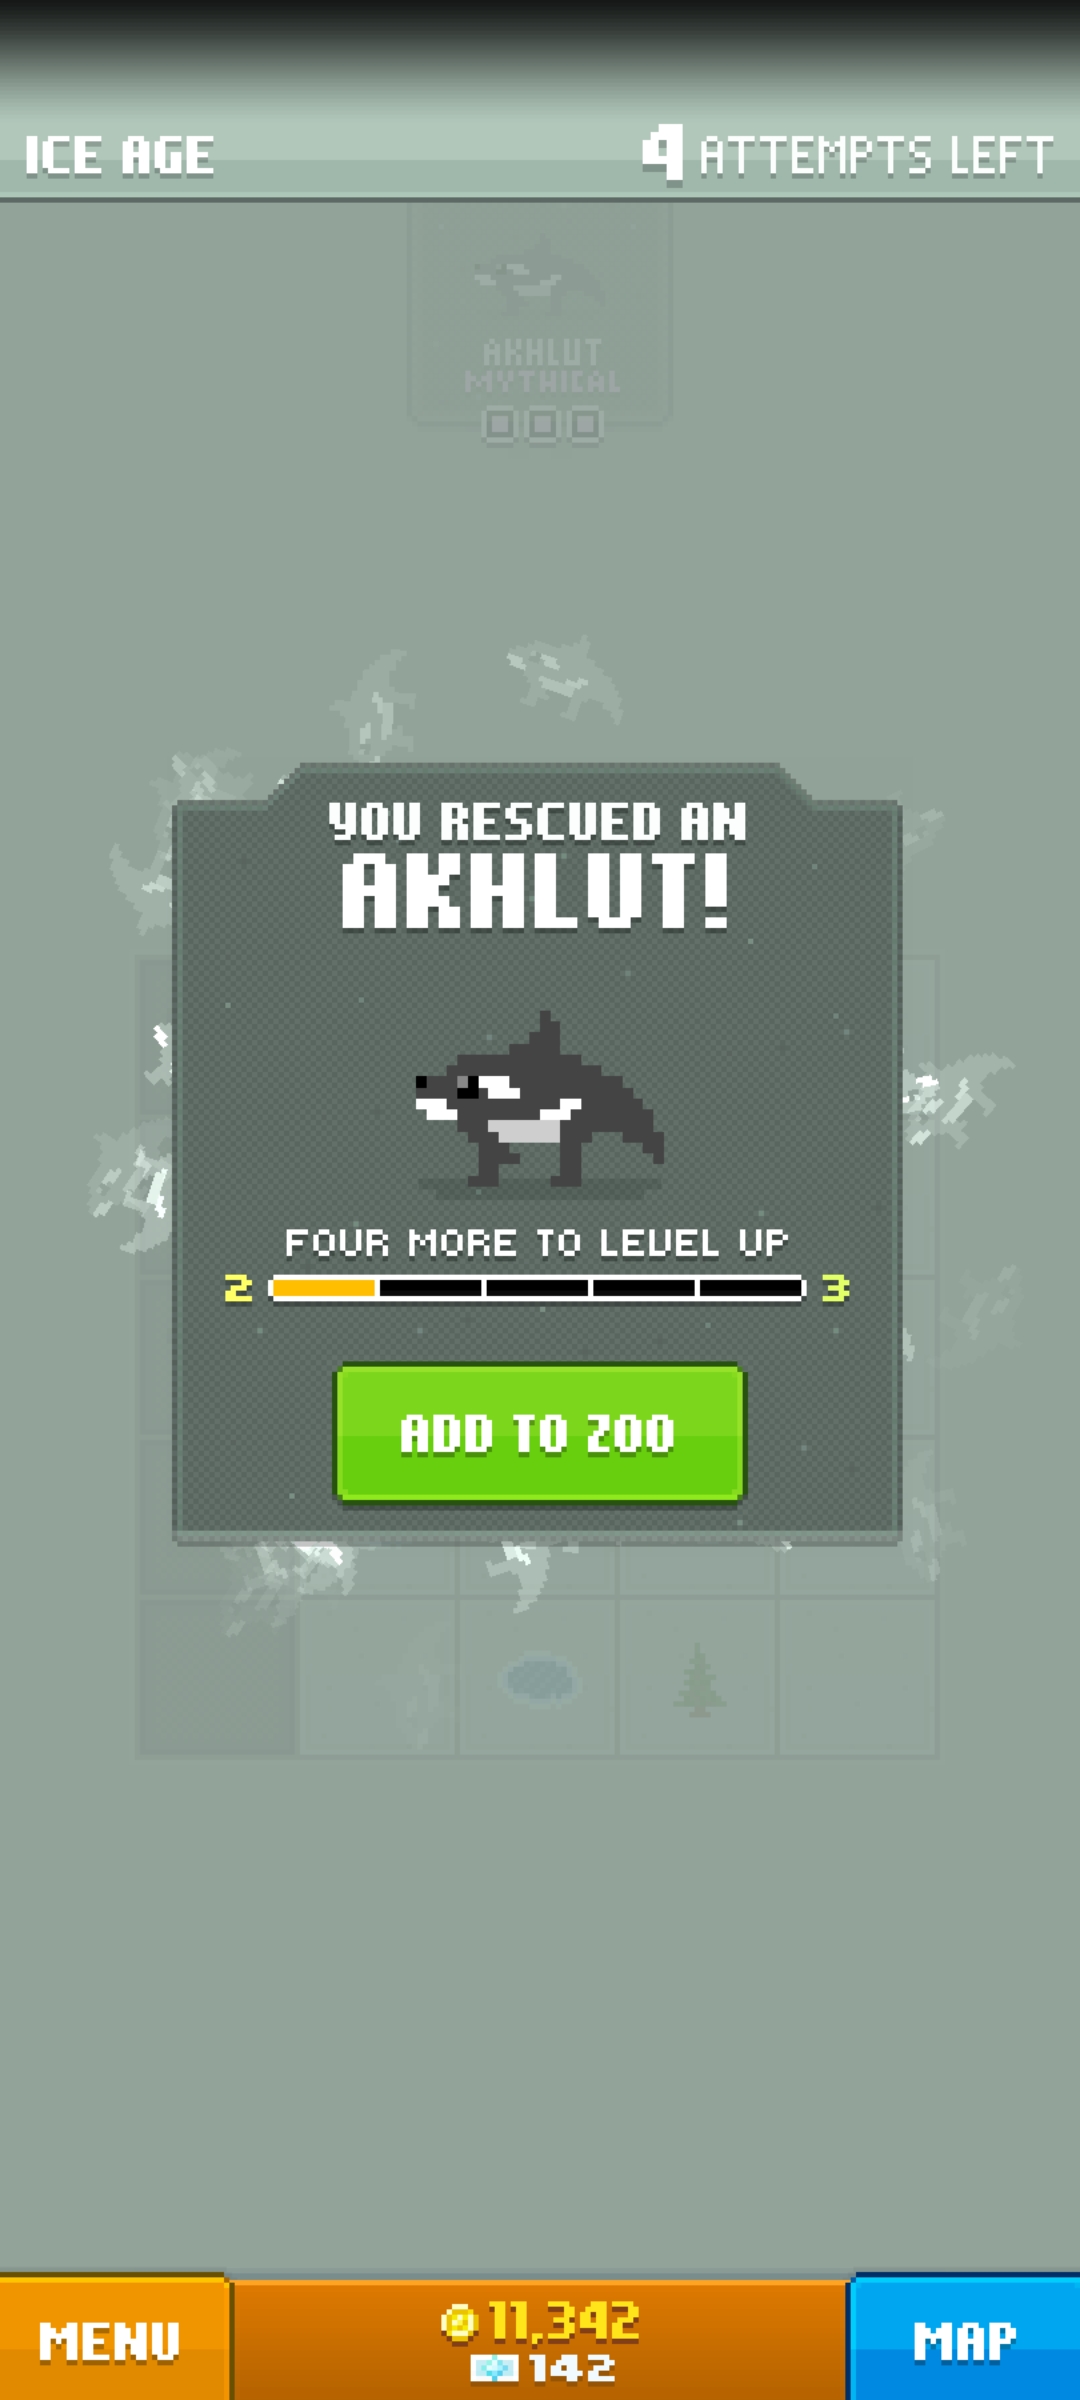 ICE AGE
4 ATTEMPTS LEFT
AKHLUT
MYTHICAL
YOU RESCUED AN
AKHLUT!
FOUR MORE TO LEVEL UP
2 3
ADD TO ZOO
MENU
11,342
142
MAP